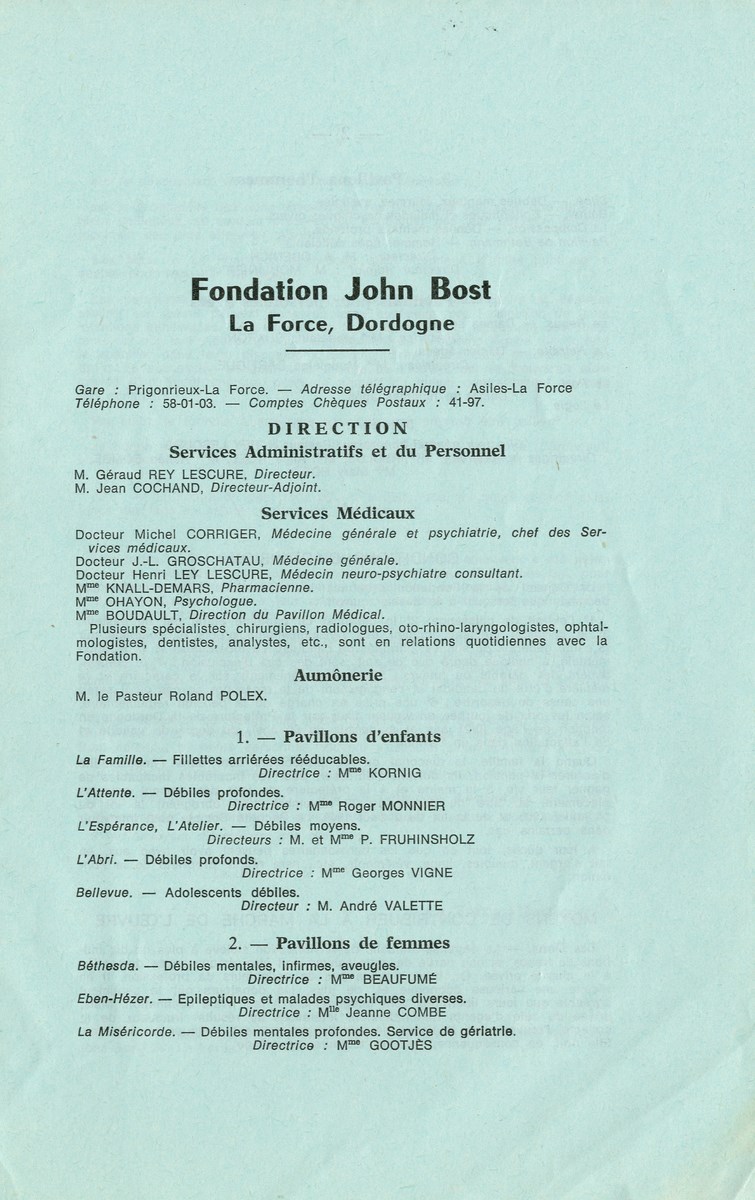 Fondation John Bost
La Force, Dordogne
Gare : Prigonrieux-La Force. — Adresse télégraphique : Asiles-La Force
Téléphone : 58-01-03. — Comptes Chèques Postaux : 41-97.
DIRECTION
Services Administratifs et du Personnel
M. Géraud REY LESCURE, Directeur.
M. Jean COCHAND, Directeur-Adjoint.
Services Médicaux
Docteur Michel CORRIGER, Médecine générale et psychiatrie, chef des Ser-
vices médicaux.
Docteur J.-L. GROSCHATAU, Médecine générale.
Docteur Henri LEY LESCURE, Médecin neuro-psychiatre consultant.
Mme KNALL-DEMARS, Pharmacienne.
Mme OHAYON, Psychologue.
Mme BOUDAULT, Direction du Pavillon Médical.
Plusieurs spécialistes, chirurgiens, radiologues, oto-rhino-laryngologistes, ophtal-
mologistes, dentistes, analystes, etc., sont en relations quotidiennes avec la
Fondation.
Aumônerie
M. le Pasteur Roland POLEX.
1. — Pavillons d'enfants
La Famille. — Fillettes arriérées rééducables.
Directrice : Mme KORNIG
L'Attente. — Débiles profondes.
Directrice : Mme Roger MONNIER
L'Espérance, L'Atelier. — Débiles moyens.
Directeurs : M. et Mme P. FRUHINSHOLZ
L'Abri. — Débiles profonds.
Directrice : Mme Georges VIGNE
Bellevue. — Adolescents débiles.
Directeur : M. André VALETTE
2. — Pavillons de femmes
Béthesda. — Débiles mentales, infirmes, aveugles.
Directrice : Mme BEAUFUMÉ
Eben-Hézer. — Epileptiques et malades psychiques diverses.
Directrice : Mlle Jeanne COMBE
La Miséricorde. — Débiles mentales profondes. Service de gériatrie.
Directrice : Mme GOOTJÈS